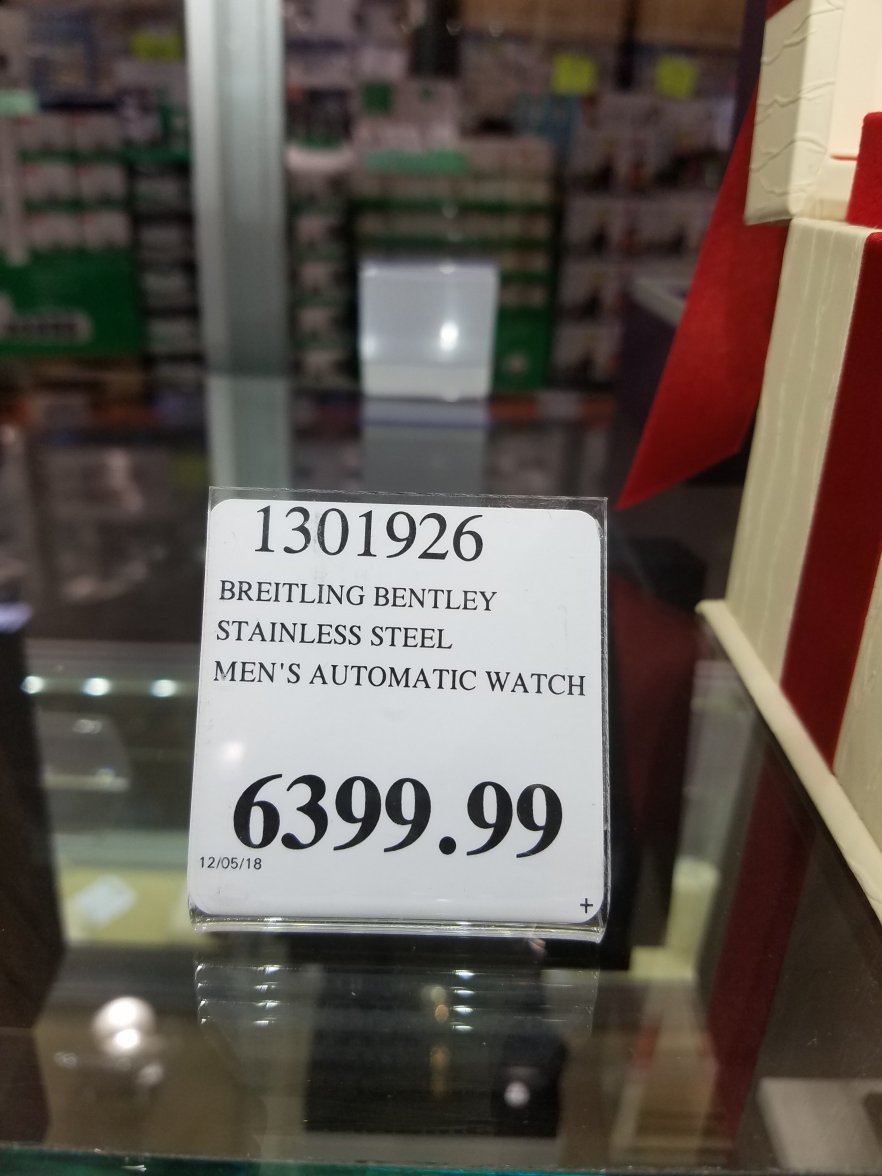 1301926
BREITLING BENTLEY
STAINLESS STEEL
MEN'S AUTOMATIC WATCH
6399.99
12/05/18
+